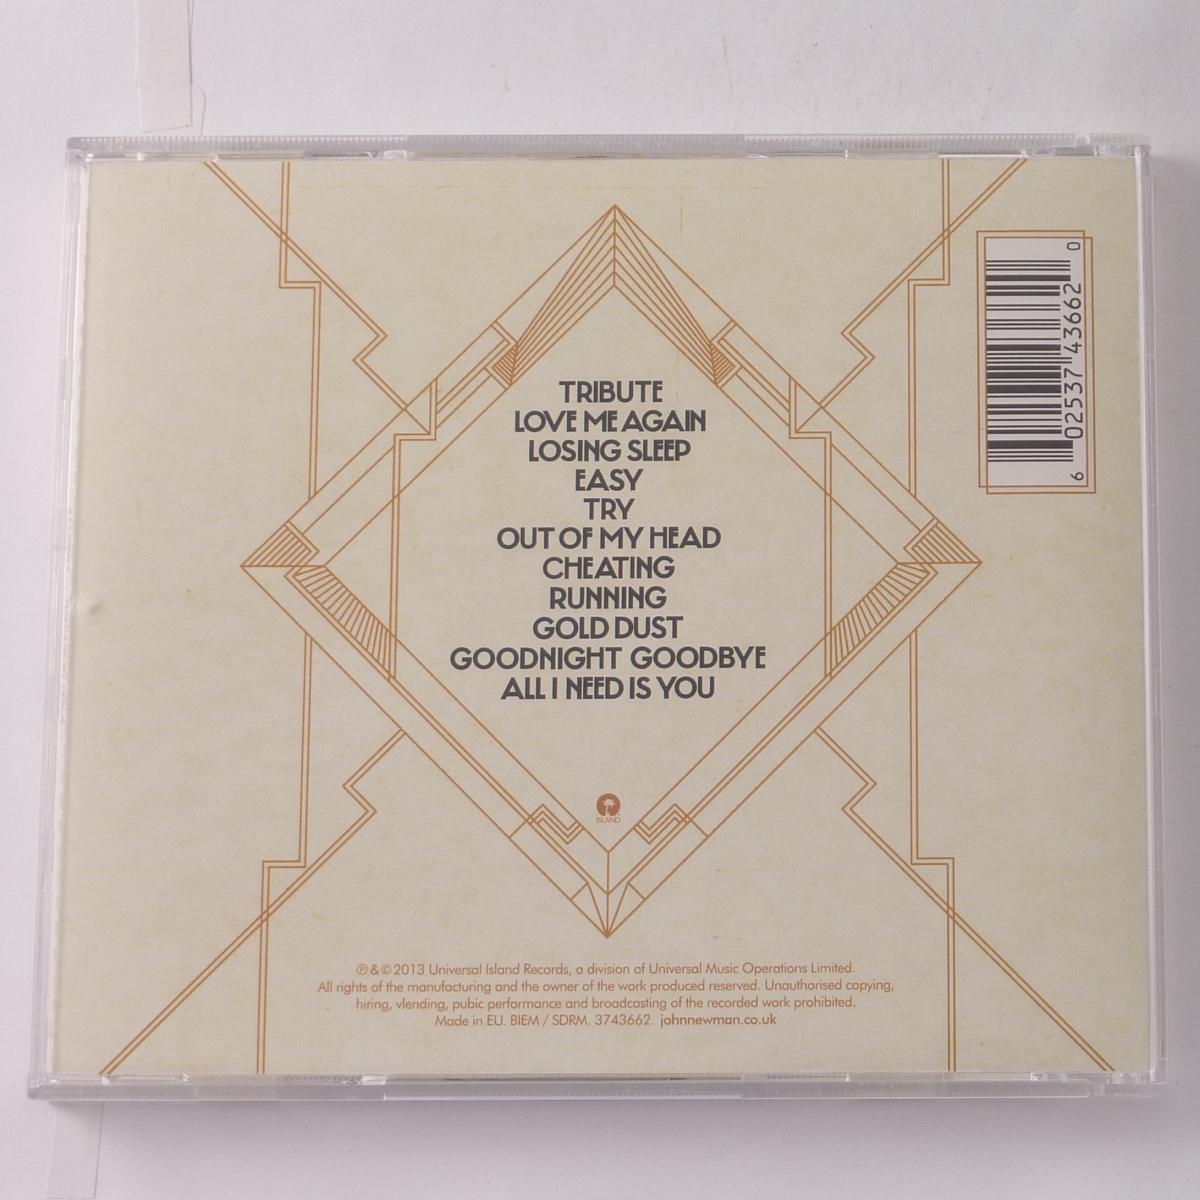 TRIBUTE
LOVE ME AGAIN
LOSING SLEEP
EASY
TRY
OUT OF MY HEAD
CHEATING
RUNNING
GOLD DUST
GOODNIGHT GOODBYE
ALL I NEED IS YOU
ISLAND
6 02537 43662 0
℗ & © 2013 Universal Island Records, a division of Universal Music Operations Limited.
All rights of the manufacturing and the owner of the work produced reserved. Unauthorised copying,
hiring, vlending, pubic performance and broadcasting of the recorded work prohibited.
Made in EU. BIEM / SDRM. 3743662. johnnewman.co.uk